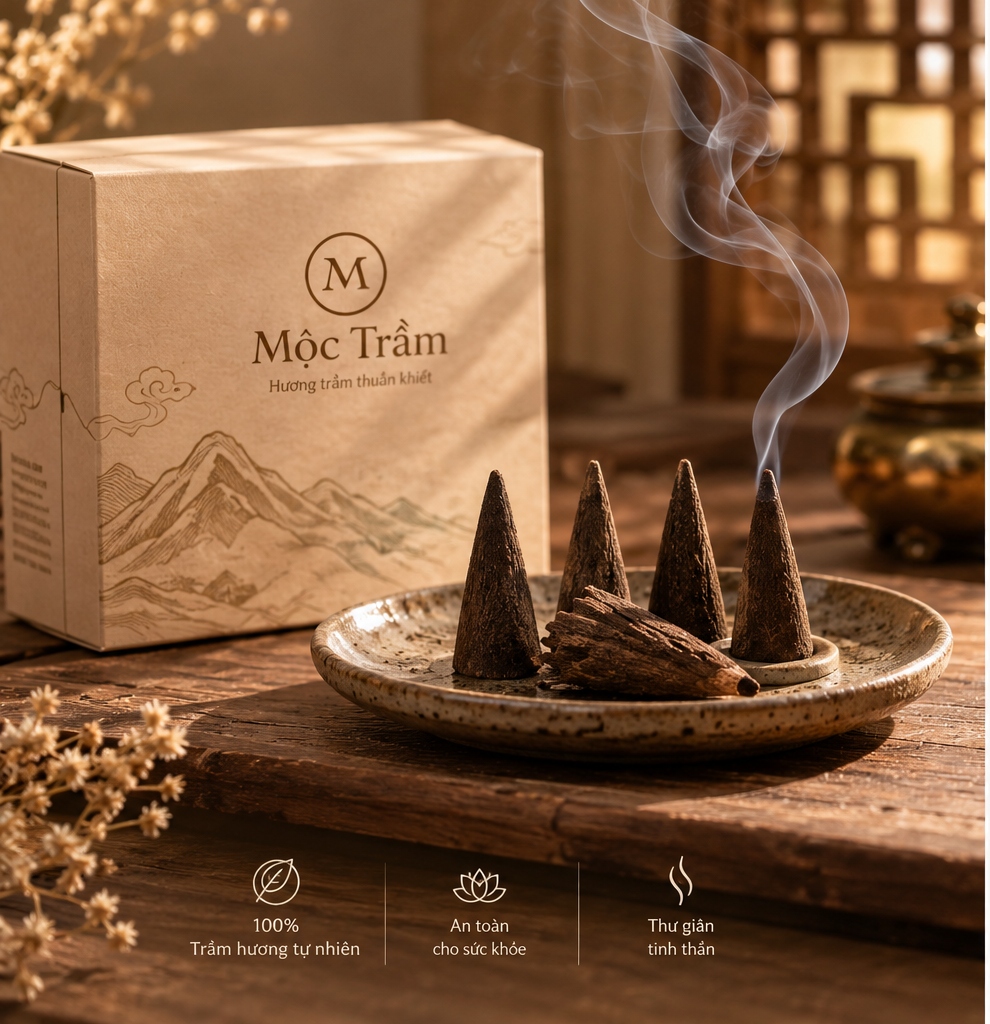 M
Mộc Trầm
Hương trầm thuần khiết
100%
Trầm hương tự nhiên
An toàn
cho sức khỏe
Thư giãn
tinh thần